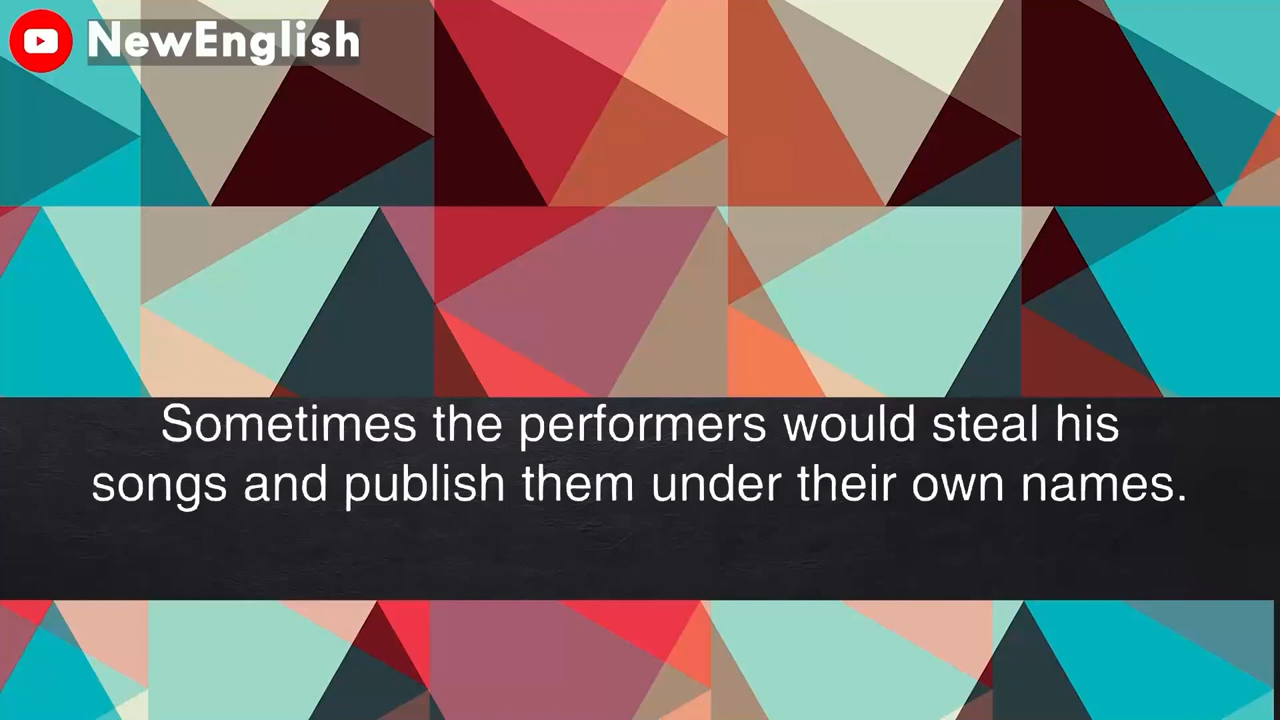 NewEnglish
Sometimes the performers would steal his
songs and publish them under their own names.